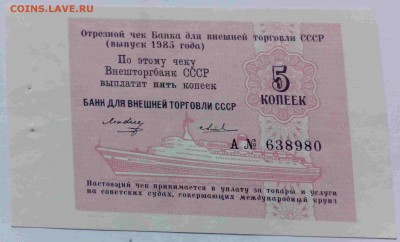 COINS.LAVE.RU
Отрезной чек Банка для внешней торговли СССР
(выпуск 1985 года)
По этому чеку
Внешторгбанк СССР
выплатит пять копеек
5
КОПЕЕК
БАНК ДЛЯ ВНЕШНЕЙ ТОРГОВЛИ СССР
А № 638980
Настоящий чек принимается в уплату за товары и услуги
на советских судах, совершающих международный круиз